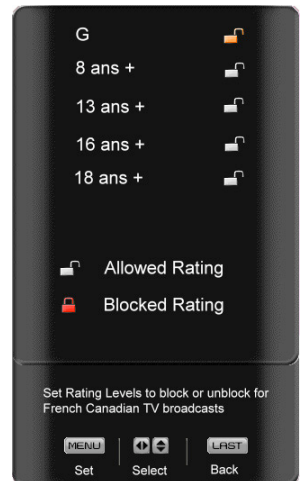 G
8 ans +
13 ans +
16 ans +
18 ans +
Allowed Rating
Blocked Rating
Set Rating Levels to block or unblock for
French Canadian TV broadcasts
MENU LAST
Set Select Back